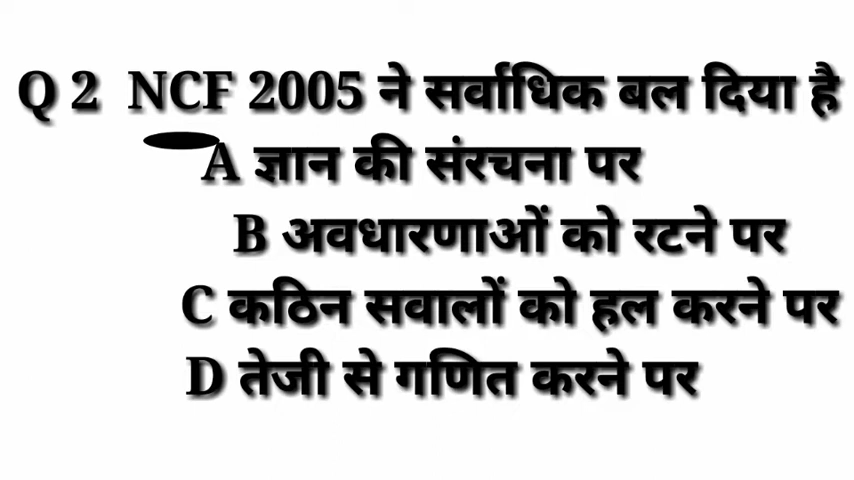 Q 2 NCF 2005 ने सर्वाधिक बल दिया है
A ज्ञान की संरचना पर
B अवधारणाओं को रटने पर
C कठिन सवालों को हल करने पर
D तेजी से गणित करने पर